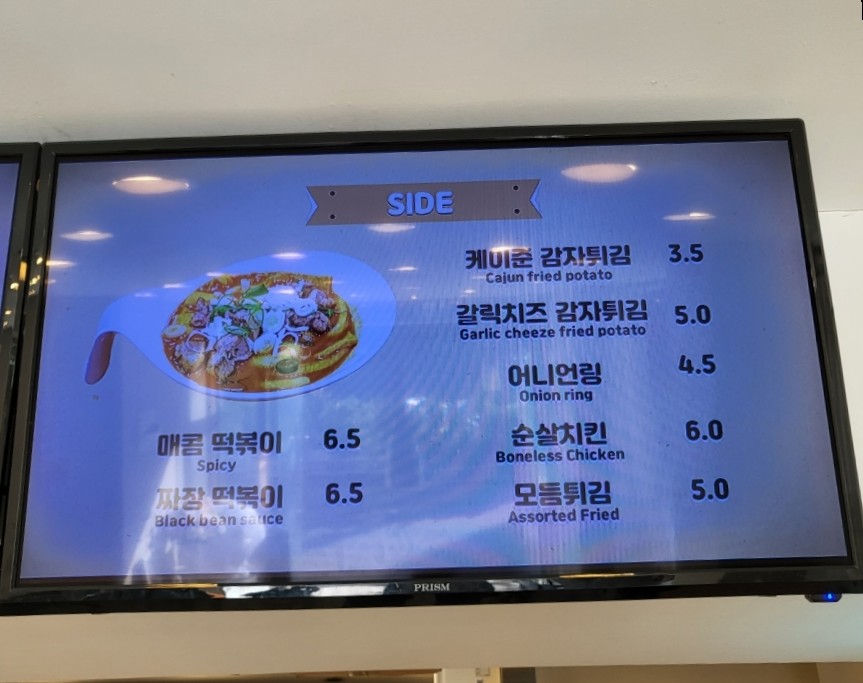 SIDE
매콤 떡볶이 6.5
Spicy
짜장 떡볶이 6.5
Black bean sauce
케이준 감자튀김 3.5
Cajun fried potato
갈릭치즈 감자튀김 5.0
Garlic cheeze fried potato
어니언링 4.5
Onion ring
순살치킨 6.0
Boneless Chicken
모듬튀김 5.0
Assorted Fried
PRISM